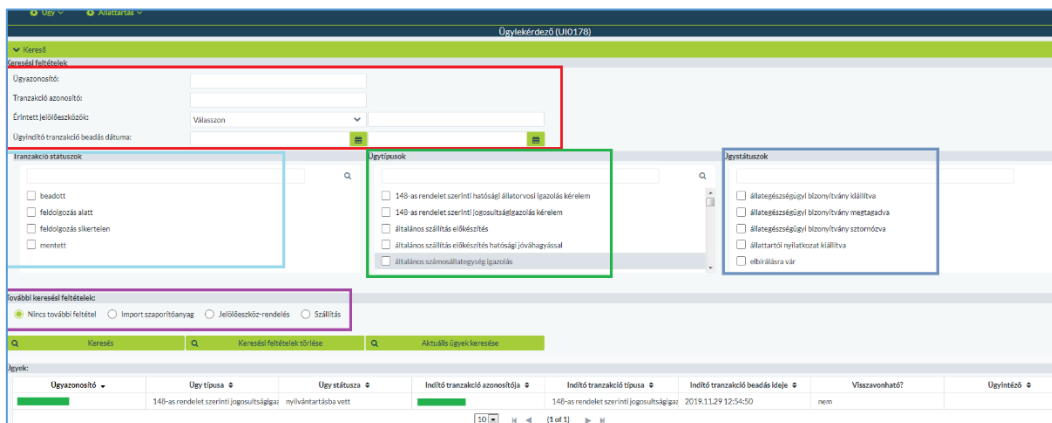 Ügy Állattartás
Ügylekérdező (UI0178)
Kereső
Keresési feltételek
Ügyazonosító:
Tranzakció azonosító:
Érintett jelölőeszközök: Válasszon
Ügyindító tranzakció beadás dátuma:
Tranzakció státuszok Ügytípusok Ügystátuszok
beadott 148-as rendelet szerinti hatósági állatorvosi igazolás kérelem állategészségügyi bizonyítvány kiállítva
feldolgozás alatt 148-as rendelet szerinti jogosultságigazolás kérelem állategészségügyi bizonyítvány megtagadva
feldolgozás sikertelen általános szállítás előkészítés állategészségügyi bizonyítvány sztornózva
mentett általános szállítás előkészítés hatósági jóváhagyással állattartói nyilatkozat kiállítva
általános számosállategység igazolás elbírálásra vár
További keresési feltételek:
Nincs további feltétel Import szaporítóanyag Jelölőeszköz-rendelés Szállítás
Keresés Keresési feltételek törlése Aktuális ügyek keresése
Ügyek:
Ügyazonosító Ügy típusa Ügy státusza Indító tranzakció azonosítója Indító tranzakció típusa Indító tranzakció beadás ideje Visszavonható? Ügyintéző
148-as rendelet szerinti jogosultságigaz nyilvántartásba vett 148-as rendelet szerinti jogosultságigaz 2019.11.29 12:54:50 nem
10 (1 of 1)